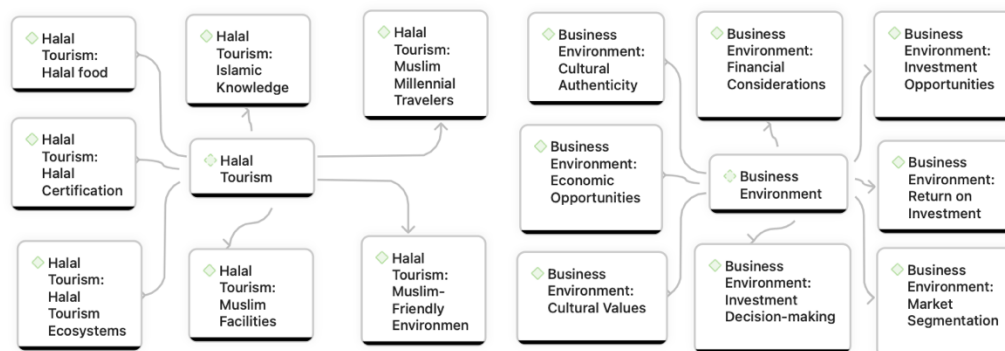 Halal
Tourism:
Halal food
Halal
Tourism:
Islamic
Knowledge
Halal
Tourism:
Muslim
Millennial
Travelers
Halal
Tourism:
Halal
Certification
Halal
Tourism
Halal
Tourism:
Halal
Tourism
Ecosystems
Halal
Tourism:
Muslim
Facilities
Halal
Tourism:
Muslim-
Friendly
Environmen
Business
Environment:
Cultural
Authenticity
Business
Environment:
Financial
Considerations
Business
Environment:
Investment
Opportunities
Business
Environment:
Economic
Opportunities
Business
Environment
Business
Environment:
Return on
Investment
Business
Environment:
Cultural Values
Business
Environment:
Investment
Decision-making
Business
Environment:
Market
Segmentation